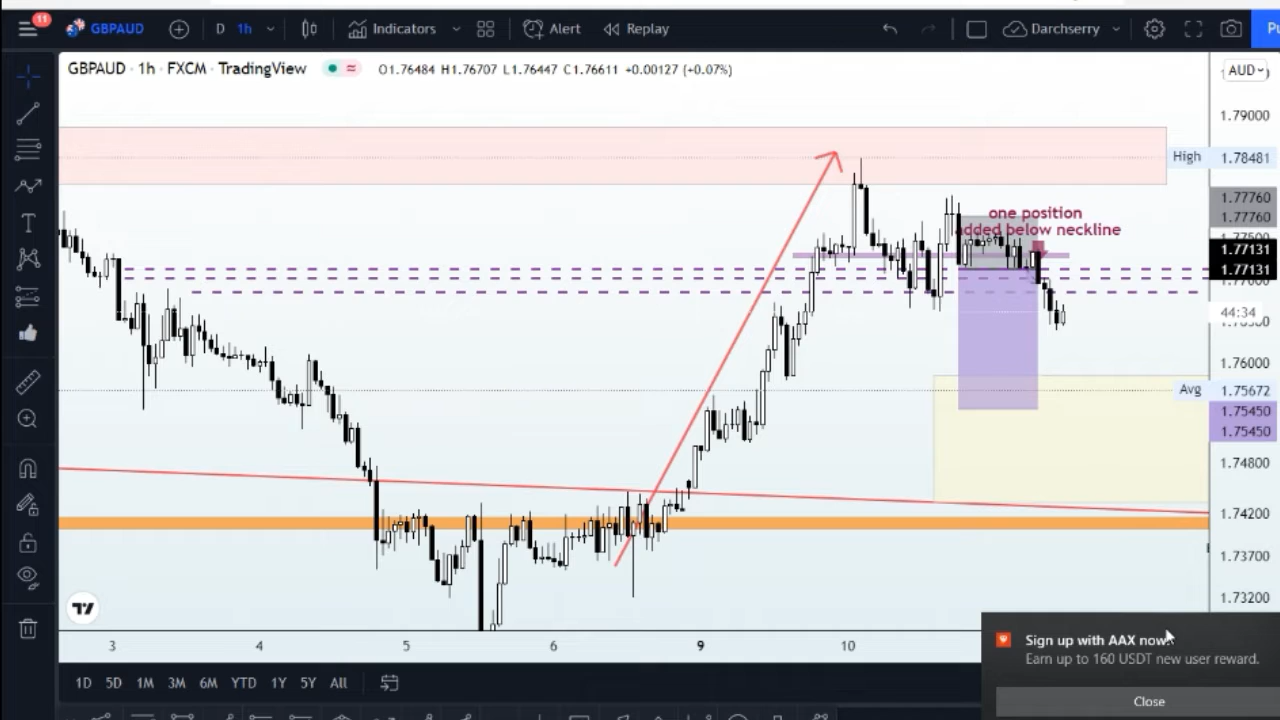 11
GBPAUD
D
1h
Indicators
Alert
Replay
Darchserry
GBPAUD · 1h · FXCM · TradingView
O1.76484 H1.76707 L1.76447 C1.76611 +0.00127 (+0.07%)
AUD
1.79000
High 1.78481
1.77760
1.77760
one position
added below neckline
1.77131
1.77131
44:34
1.76000
Avg 1.75672
1.75450
1.75450
1.74800
1.74200
1.73700
1.73200
3 4 5 6 9 10
Sign up with AAX now!
Earn up to 160 USDT new user reward.
Close
1D 5D 1M 3M 6M YTD 1Y 5Y All